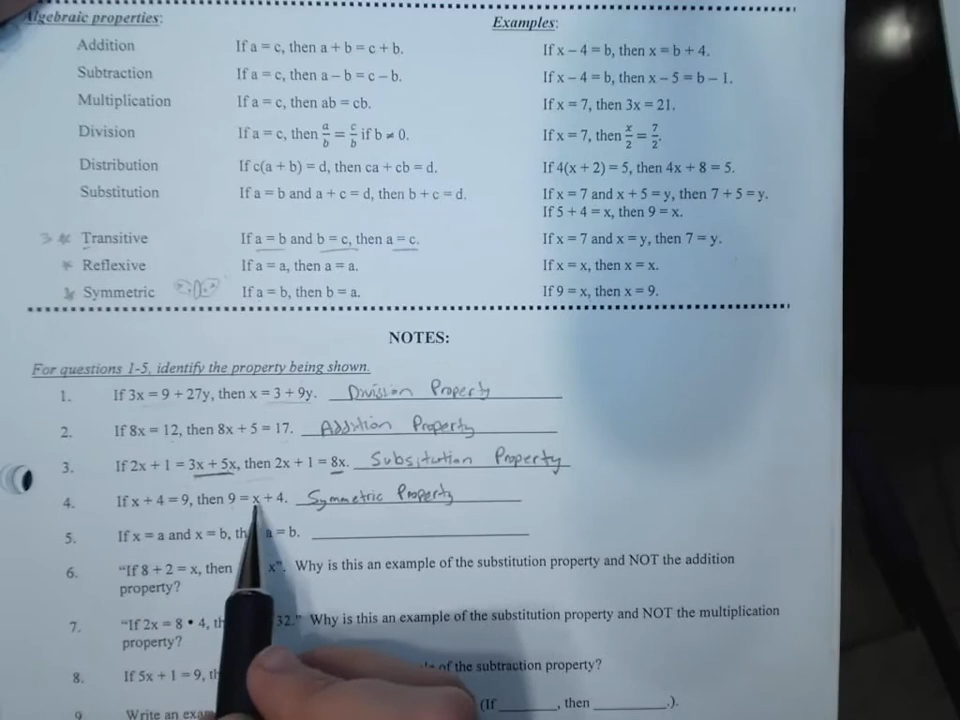 Algebraic properties: Examples:
Addition If a = c, then a + b = c + b. If x – 4 = b, then x = b + 4.
Subtraction If a = c, then a – b = c – b. If x – 4 = b, then x – 5 = b – 1.
Multiplication If a = c, then ab = cb. If x = 7, then 3x = 21.
Division If a = c, then a/b = c/b if b ≠ 0. If x = 7, then x/2 = 7/2.
Distribution If c(a + b) = d, then ca + cb = d. If 4(x + 2) = 5, then 4x + 8 = 5.
Substitution If a = b and a + c = d, then b + c = d. If x = 7 and x + 5 = y, then 7 + 5 = y.
If 5 + 4 = x, then 9 = x.
Transitive If a = b and b = c, then a = c. If x = 7 and x = y, then 7 = y.
Reflexive If a = a, then a = a. If x = x, then x = x.
Symmetric If a = b, then b = a. If 9 = x, then x = 9.
NOTES:
For questions 1-5, identify the property being shown.
1. If 3x = 9 + 27y, then x = 3 + 9y. Division Property
2. If 8x = 12, then 8x + 5 = 17. Addition Property
3. If 2x + 1 = 3x + 5x, then 2x + 1 = 8x. Subsitution Property
4. If x + 4 = 9, then 9 = x + 4. Symmetric Property
5. If x = a and x = b, th a = b.
6. "If 8 + 2 = x, then x". Why is this an example of the substitution property and NOT the addition
property?
7. "If 2x = 8 • 4, th 32." Why is this an example of the substitution property and NOT the multiplication
property?
8. If 5x + 1 = 9, th of the subtraction property?
9. Write an exa (If , then .).